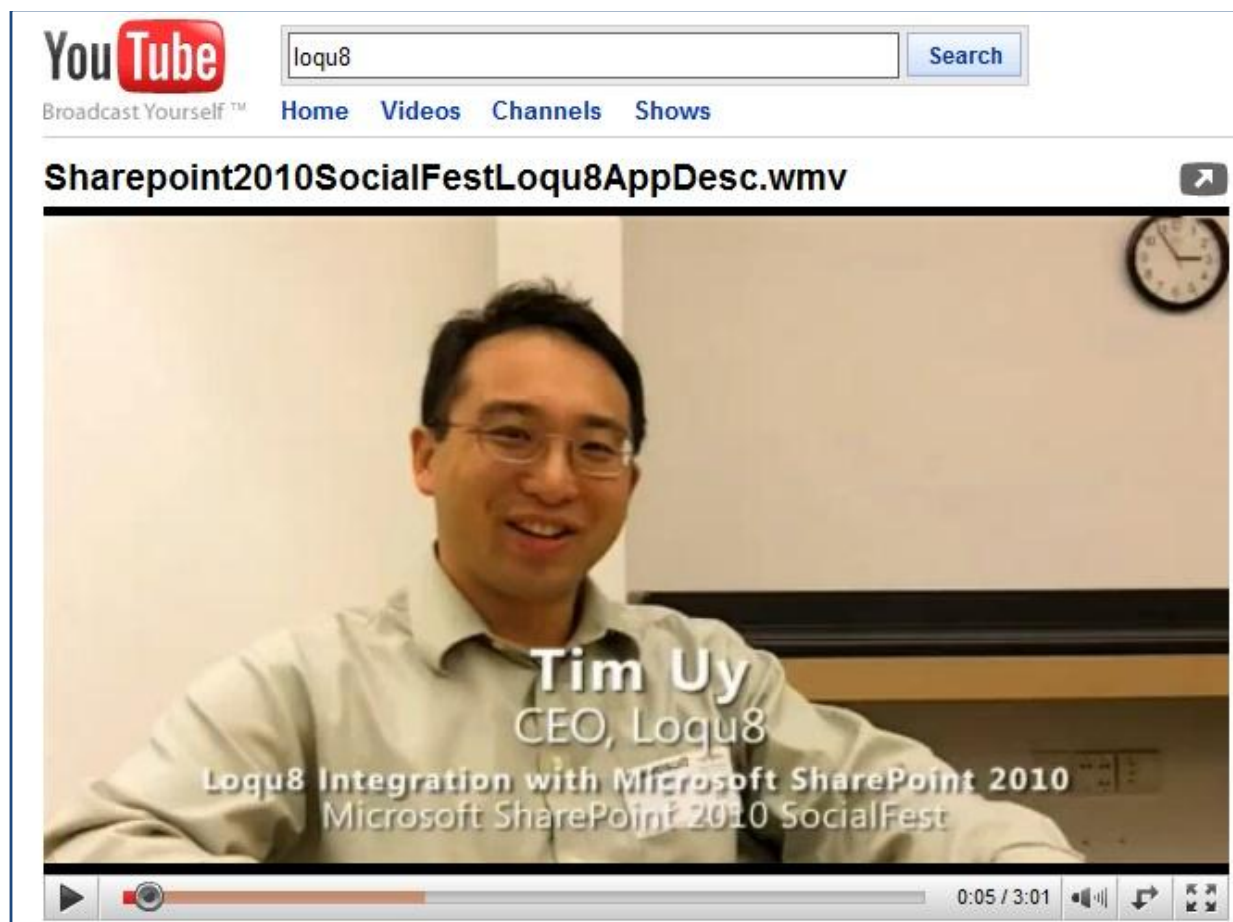 You Tube
loqu8
Search
Broadcast Yourself ™
Home Videos Channels Shows
Sharepoint2010SocialFestLoqu8AppDesc.wmv
Tim Uy
CEO, Loqu8
Loqu8 Integration with Microsoft SharePoint 2010
Microsoft SharePoint 2010 SocialFest
0:05 / 3:01